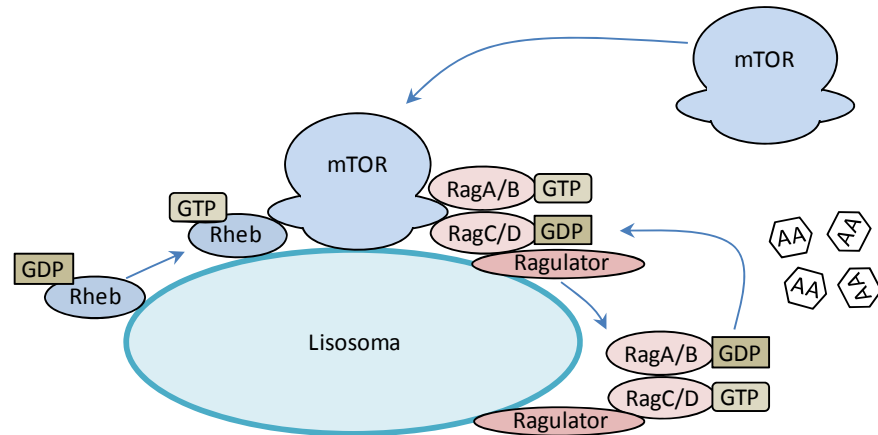 mTOR
mTOR
RagA/B
GTP
GTP
Rheb
RagC/D
GDP
AA
AA
GDP
Rheb
Ragulator
AA
AA
Lisosoma
RagA/B
GDP
RagC/D
GTP
Ragulator